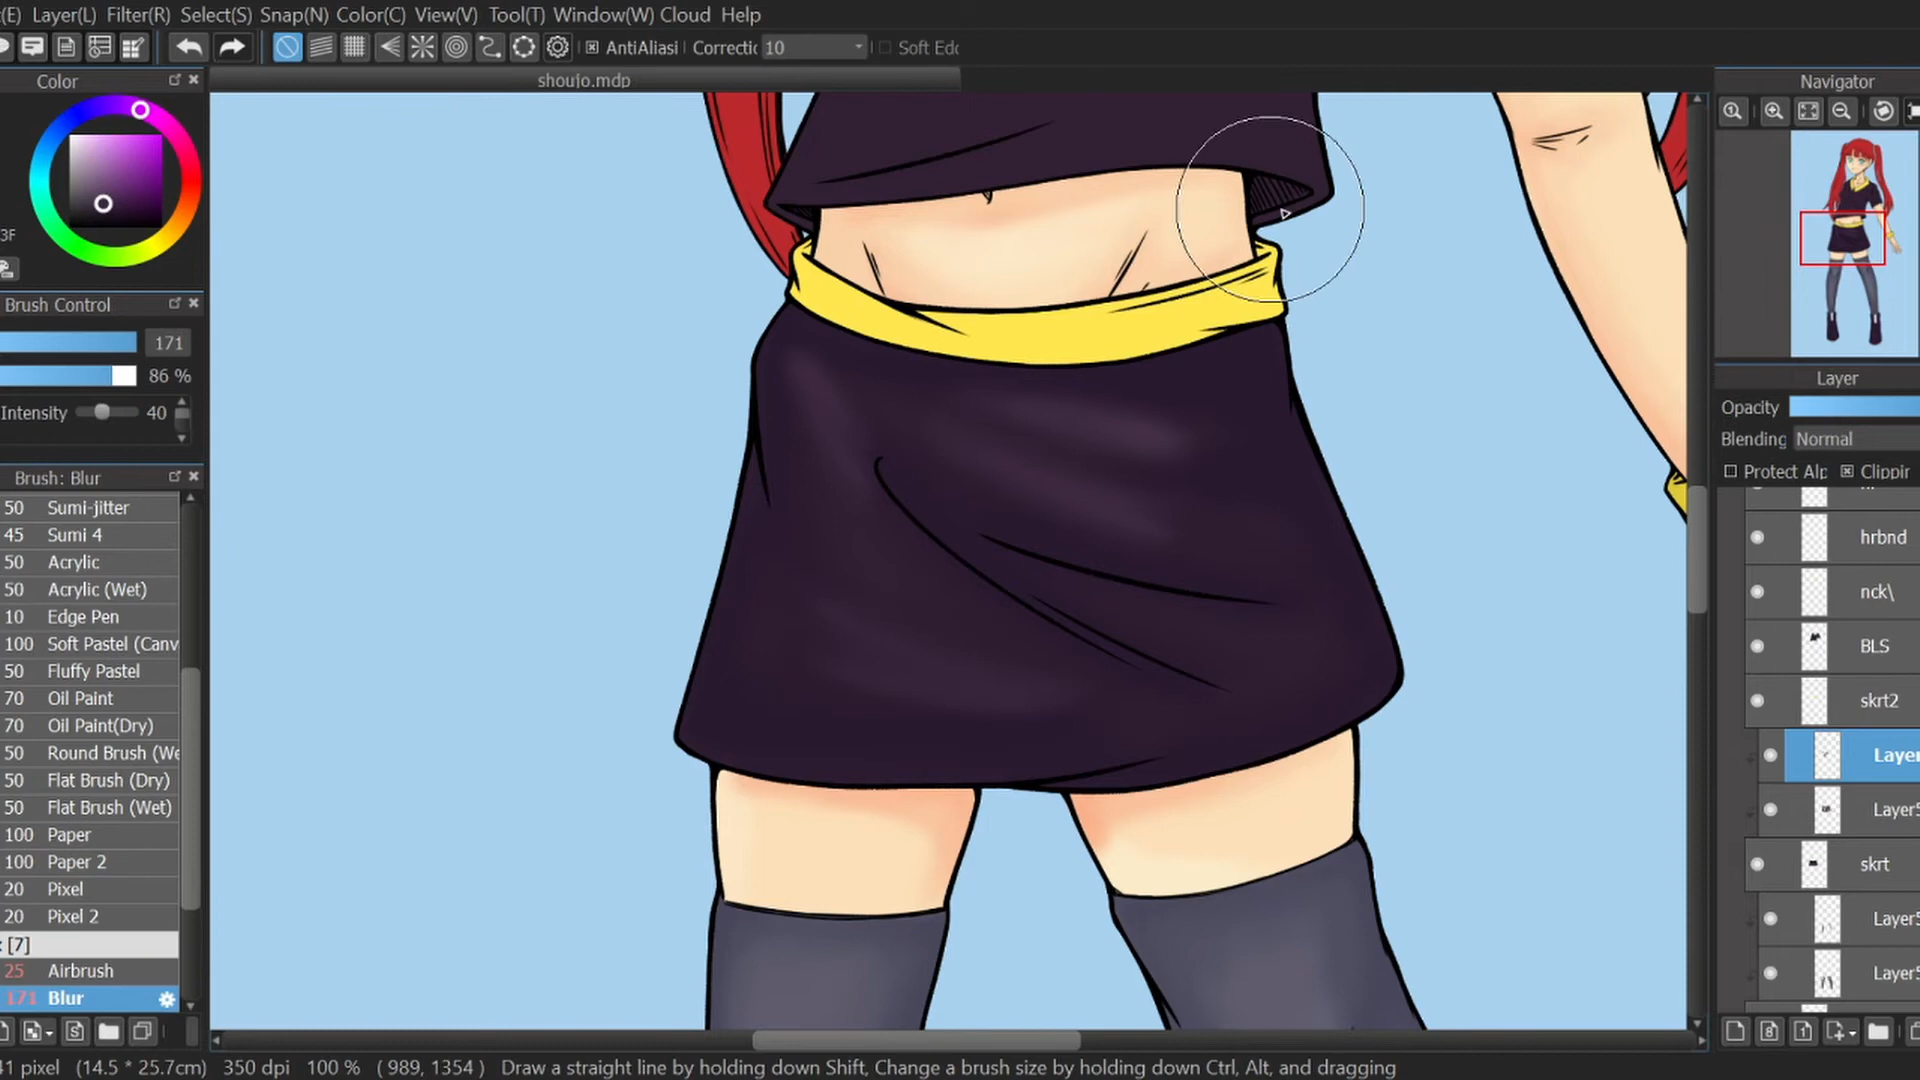 (E) Layer(L) Filter(R) Select(S) Snap(N) Color(C) View(V) Tool(T) Window(W) Cloud Help
AntiAliasi Correctic 10 Soft Edc
shoujo.mdp
Color
3F
Brush Control
171
86 %
Intensity 40
Brush: Blur
50 Sumi-jitter
45 Sumi 4
50 Acrylic
50 Acrylic (Wet)
10 Edge Pen
100 Soft Pastel (Canv
50 Fluffy Pastel
70 Oil Paint
70 Oil Paint(Dry)
50 Round Brush (We
50 Flat Brush (Dry)
50 Flat Brush (Wet)
100 Paper
100 Paper 2
20 Pixel
20 Pixel 2
[7]
25 Airbrush
171 Blur
Navigator
Layer
Opacity
Blending Normal
Protect Alp Clippir
hrbnd
nck\
BLS
skrt2
Layer
Layer5
skrt
Layer5
Layer5
41 pixel (14.5 * 25.7cm) 350 dpi 100 % ( 989, 1354 ) Draw a straight line by holding down Shift, Change a brush size by holding down Ctrl, Alt, and dragging